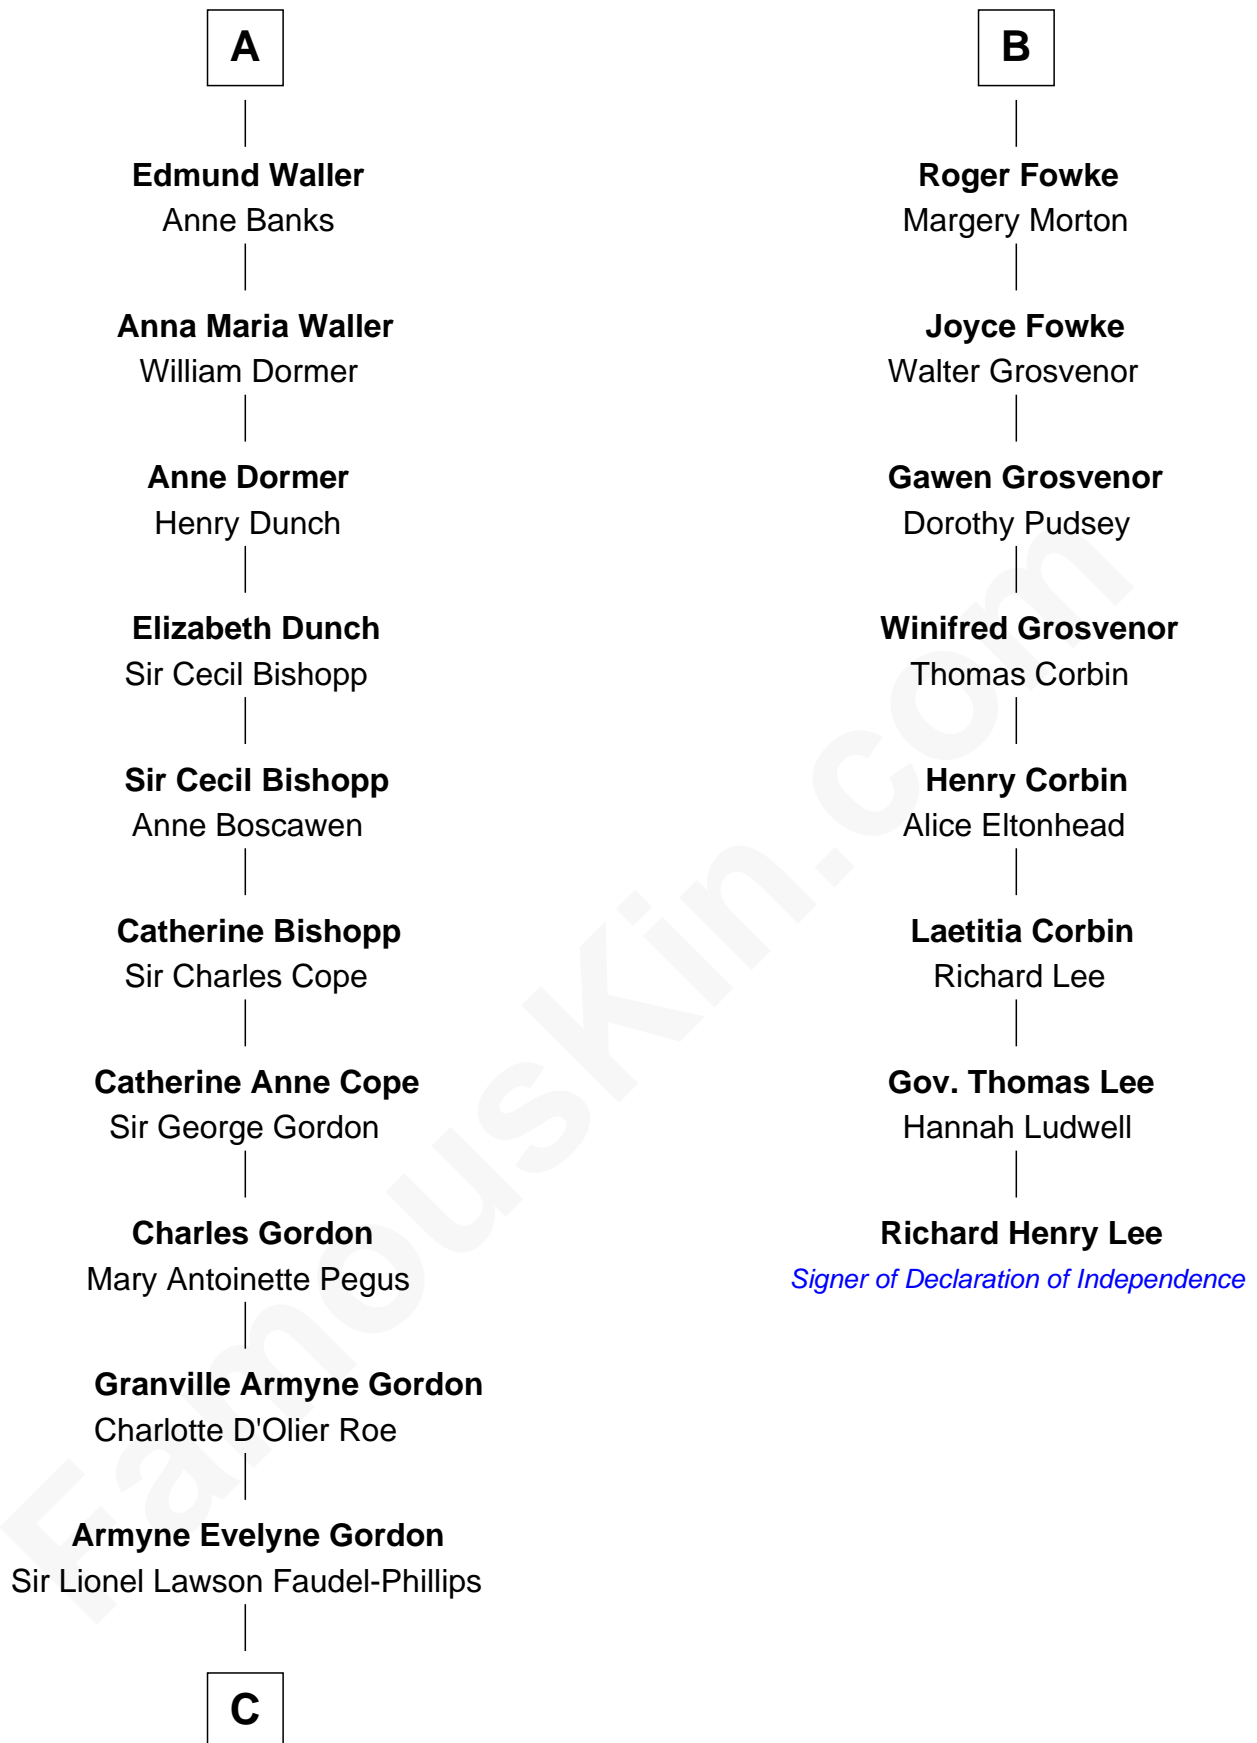 A
Edmund Waller
Anne Banks
Anna Maria Waller
William Dormer
Anne Dormer
Henry Dunch
Elizabeth Dunch
Sir Cecil Bishopp
Sir Cecil Bishopp
Anne Boscawen
Catherine Bishopp
Sir Charles Cope
Catherine Anne Cope
Sir George Gordon
Charles Gordon
Mary Antoinette Pegus
Granville Armyne Gordon
Charlotte D'Olier Roe
Armyne Evelyne Gordon
Sir Lionel Lawson Faudel-Phillips
C
B
Roger Fowke
Margery Morton
Joyce Fowke
Walter Grosvenor
Gawen Grosvenor
Dorothy Pudsey
Winifred Grosvenor
Thomas Corbin
Henry Corbin
Alice Eltonhead
Laetitia Corbin
Richard Lee
Gov. Thomas Lee
Hannah Ludwell
Richard Henry Lee
Signer of Declaration of Independence
FamousKin.com